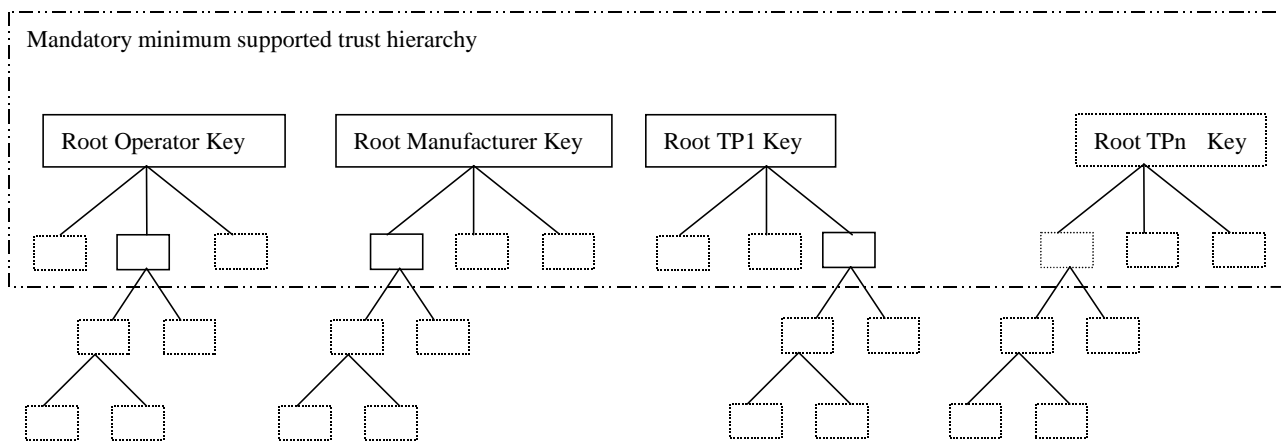 Mandatory minimum supported trust hierarchy
Root Operator Key
Root Manufacturer Key
Root TP1 Key
Root TPn Key